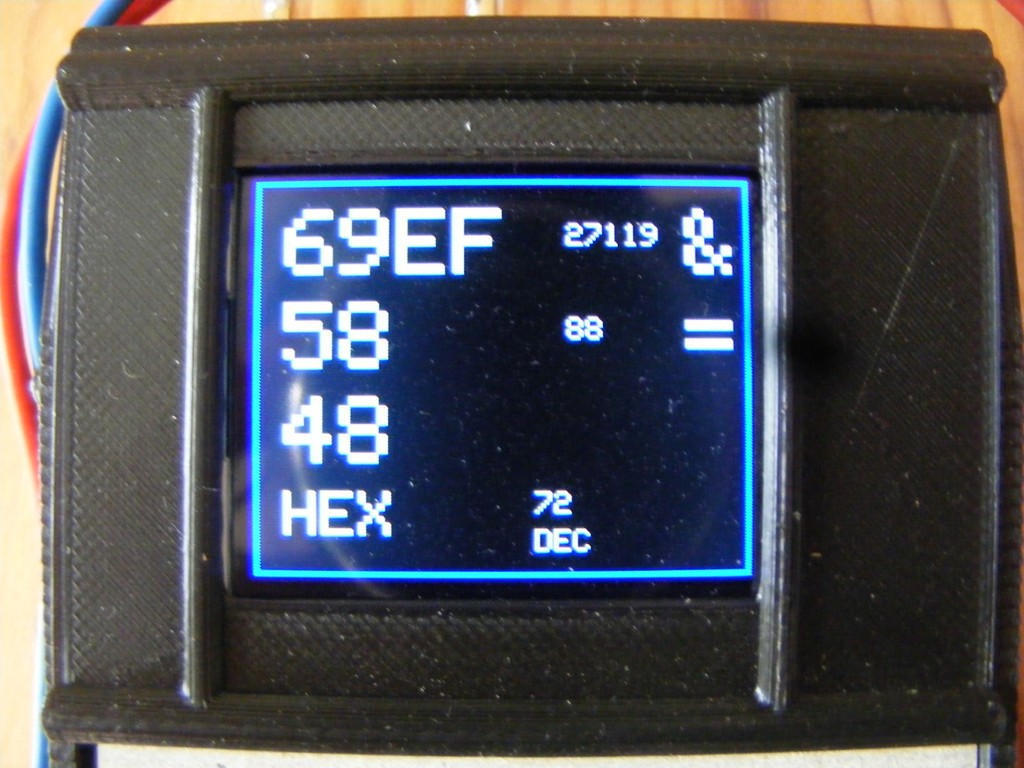 69EF 27119 &
58 88 =
48
HEX 72
DEC